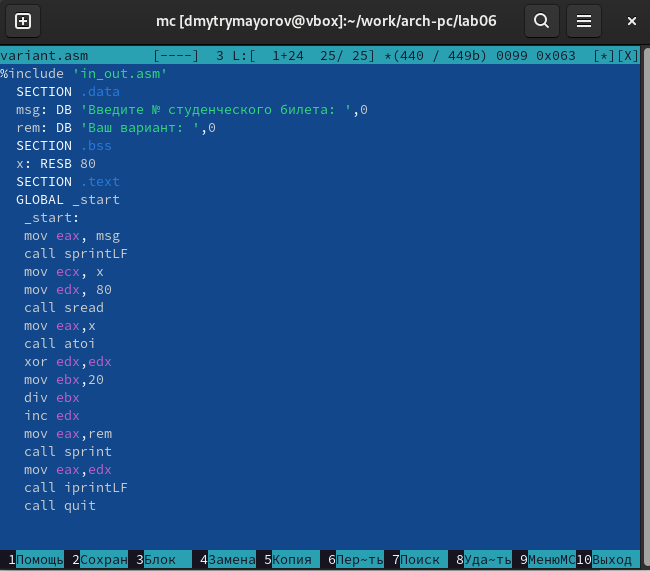 mc [dmytrymayorov@vbox]:~/work/arch-pc/lab06
variant.asm [----] 3 L:[ 1+24 25/ 25] *(440 / 449b) 0099 0x063 [*][X]
%include 'in_out.asm'
SECTION .data
msg: DB 'Введите № студенческого билета: ',0
rem: DB 'Ваш вариант: ',0
SECTION .bss
x: RESB 80
SECTION .text
GLOBAL _start
_start:
mov eax, msg
call sprintLF
mov ecx, x
mov edx, 80
call sread
mov eax,x
call atoi
xor edx,edx
mov ebx,20
div ebx
inc edx
mov eax,rem
call sprint
mov eax,edx
call iprintLF
call quit
1Помощь 2Сохран 3Блок 4Замена 5Копия 6Пер~ть 7Поиск 8Уда~ть 9МенюMC 10Выход